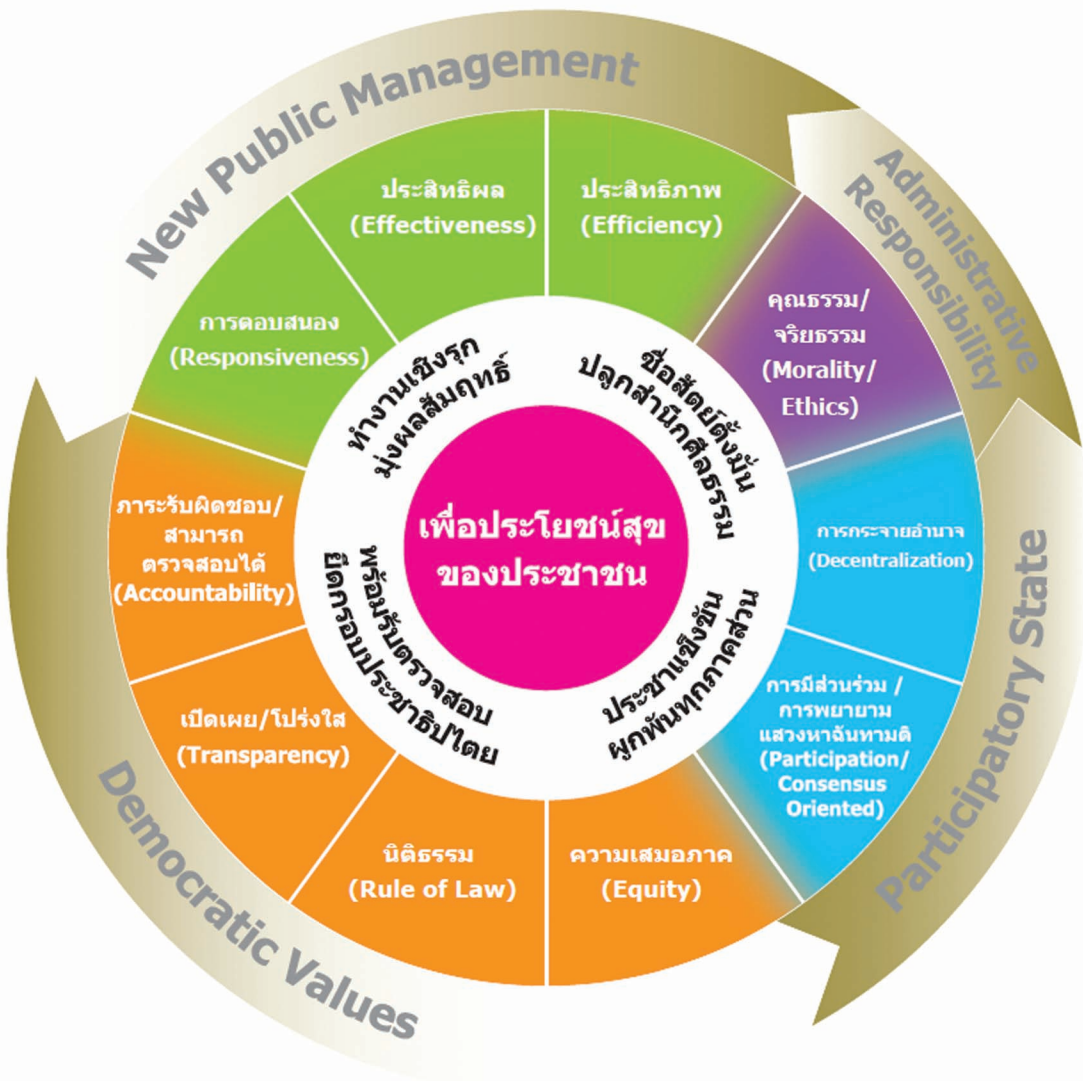 New Public Management
Administrative
Responsibility
Participatory State
Democratic Values
ประสิทธิผล
(Effectiveness)
ประสิทธิภาพ
(Efficiency)
คุณธรรม/
จริยธรรม
(Morality/
Ethics)
การกระจายอำนาจ
(Decentralization)
การมีส่วนร่วม /
การพยายาม
แสวงหาฉันทามติ
(Participation/
Consensus
Oriented)
ความเสมอภาค
(Equity)
นิติธรรม
(Rule of Law)
เปิดเผย/โปร่งใส
(Transparency)
ภาระรับผิดชอบ/
สามารถ
ตรวจสอบได้
(Accountability)
การตอบสนอง
(Responsiveness)
ทำงานเชิงรุก
มุ่งผลสัมฤทธิ์
ซื่อสัตย์ตั้งมั่น
ปลูกสำนึกศีลธรรม
ประชาแข็งขัน
ผูกพันทุกภาคส่วน
พร้อมรับตรวจสอบ
ยึดกรอบประชาธิปไตย
เพื่อประโยชน์สุข
ของประชาชน